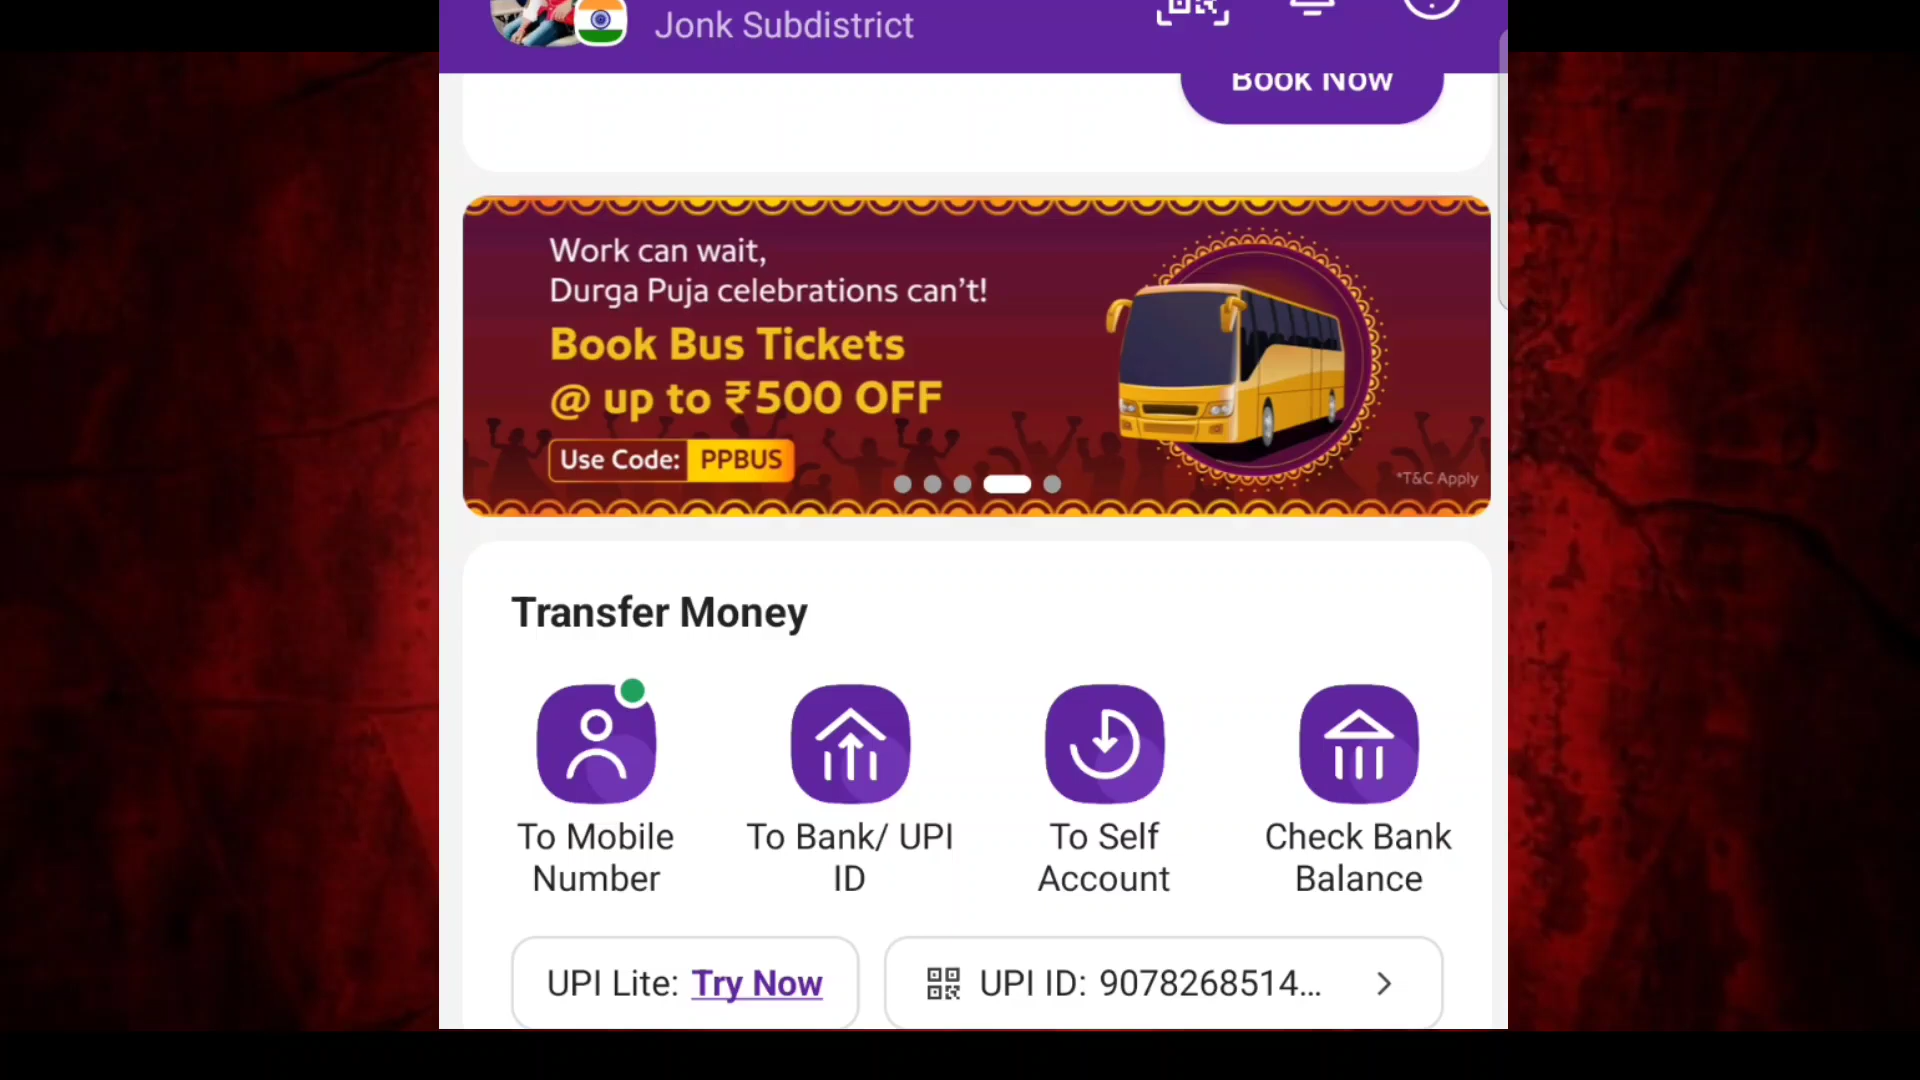 Jonk Subdistrict
Book Now
Work can wait,
Durga Puja celebrations can't!
Book Bus Tickets
@ up to ₹500 OFF
Use Code: PPBUS
*T&C Apply
Transfer Money
To Mobile Number
To Bank/ UPI ID
To Self Account
Check Bank Balance
UPI Lite: Try Now
UPI ID: 9078268514...